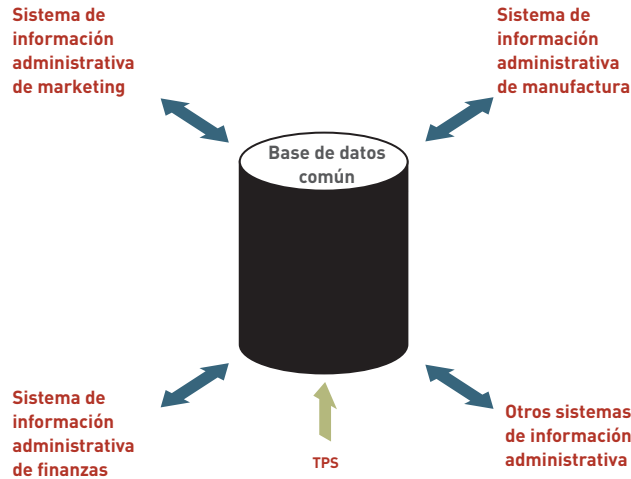 Sistema de
información
administrativa
de marketing
Sistema de
información
administrativa
de manufactura
Base de datos
común
Sistema de
información
administrativa
de finanzas
TPS
Otros sistemas
de información
administrativa